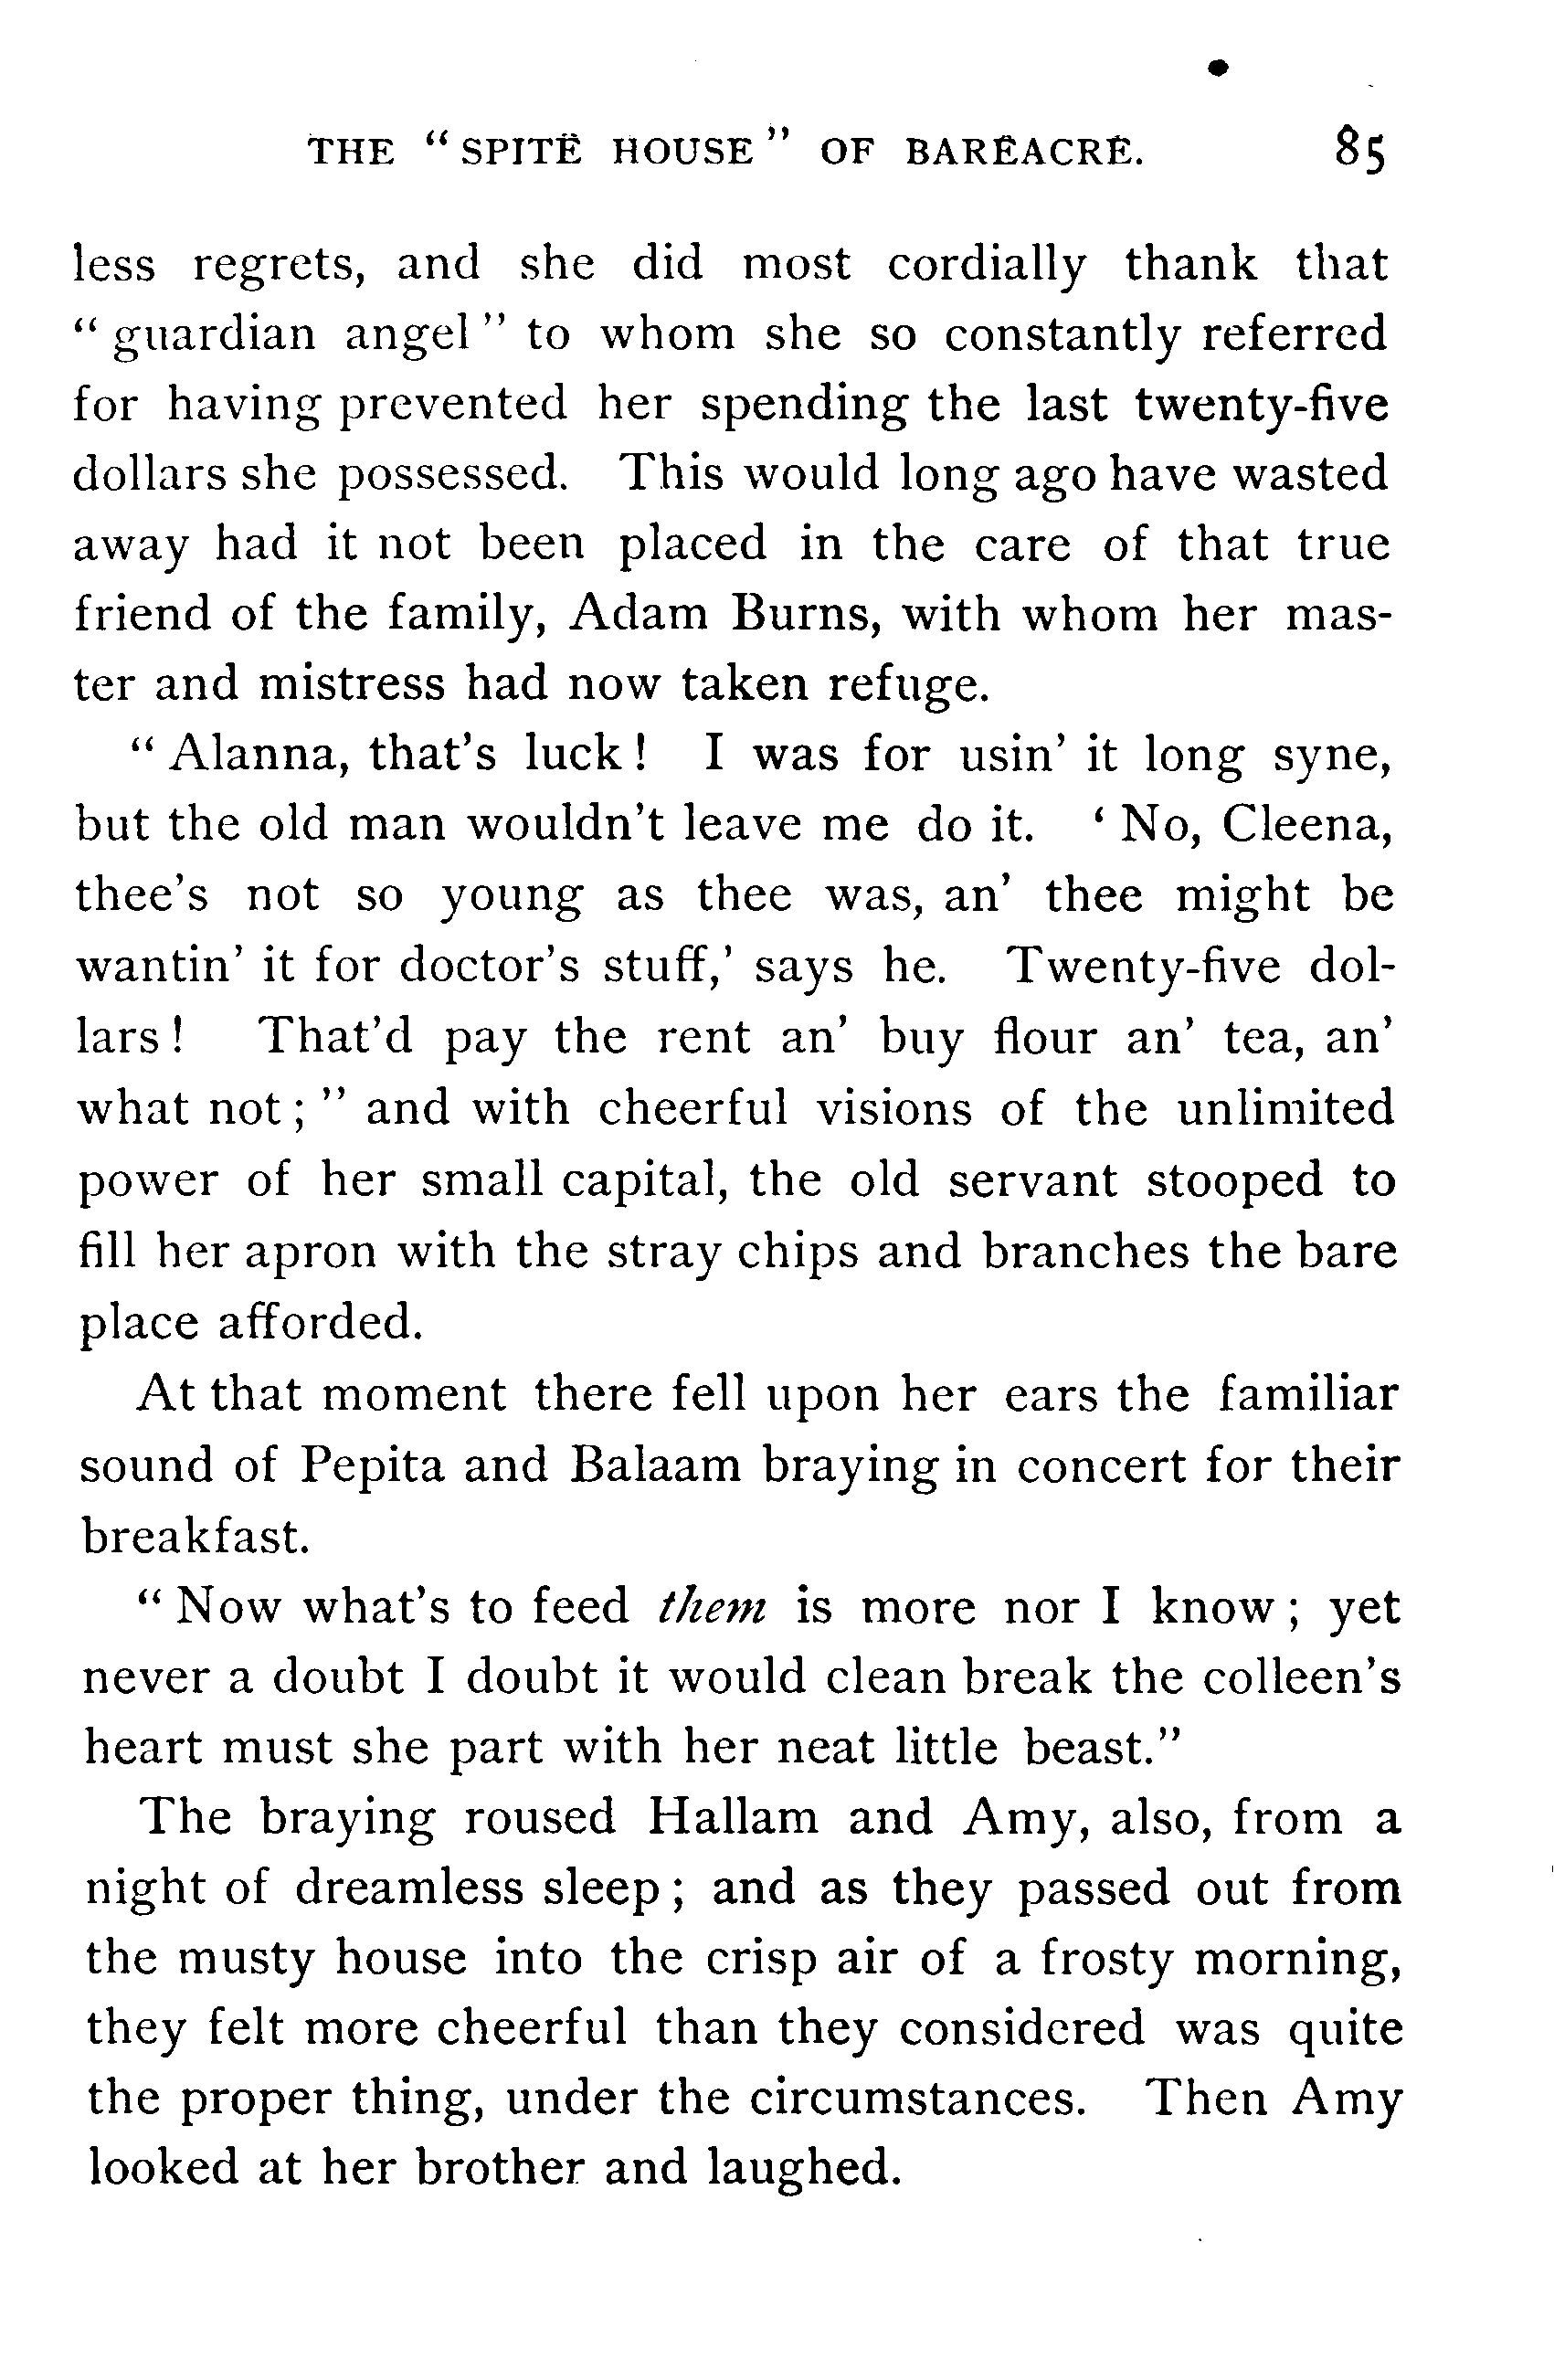 THE "SPITE HOUSE" OF BAREACRE. 85
less regrets, and she did most cordially thank that
"guardian angel" to whom she so constantly referred
for having prevented her spending the last twenty-five
dollars she possessed. This would long ago have wasted
away had it not been placed in the care of that true
friend of the family, Adam Burns, with whom her mas-
ter and mistress had now taken refuge.
"Alanna, that's luck! I was for usin' it long syne,
but the old man wouldn't leave me do it. 'No, Cleena,
thee's not so young as thee was, an' thee might be
wantin' it for doctor's stuff,' says he. Twenty-five dol-
lars! That'd pay the rent an' buy flour an' tea, an'
what not;" and with cheerful visions of the unlimited
power of her small capital, the old servant stooped to
fill her apron with the stray chips and branches the bare
place afforded.
At that moment there fell upon her ears the familiar
sound of Pepita and Balaam braying in concert for their
breakfast.
"Now what's to feed them is more nor I know; yet
never a doubt I doubt it would clean break the colleen's
heart must she part with her neat little beast."
The braying roused Hallam and Amy, also, from a
night of dreamless sleep; and as they passed out from
the musty house into the crisp air of a frosty morning,
they felt more cheerful than they considered was quite
the proper thing, under the circumstances. Then Amy
looked at her brother and laughed.